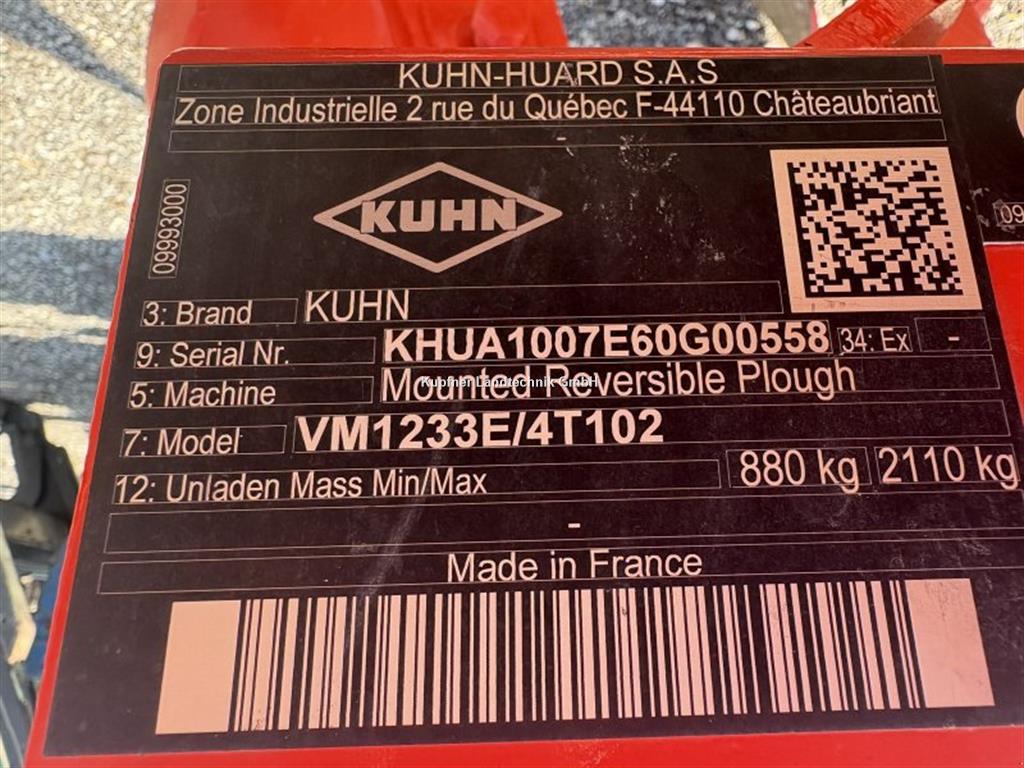 KUHN-HUARD S.A.S
Zone Industrielle 2 rue du Québec F-44110 Châteaubriant
-
09993000
KUHN
09
3: Brand KUHN
9: Serial Nr. KHUA1007E60G00558 34: Ex -
5: Machine Mounted Reversible Plough
Kupfner Landtechnik GmbH
7: Model VM1233E/4T102
12: Unladen Mass Min/Max 880 kg 2110 kg
-
Made in France